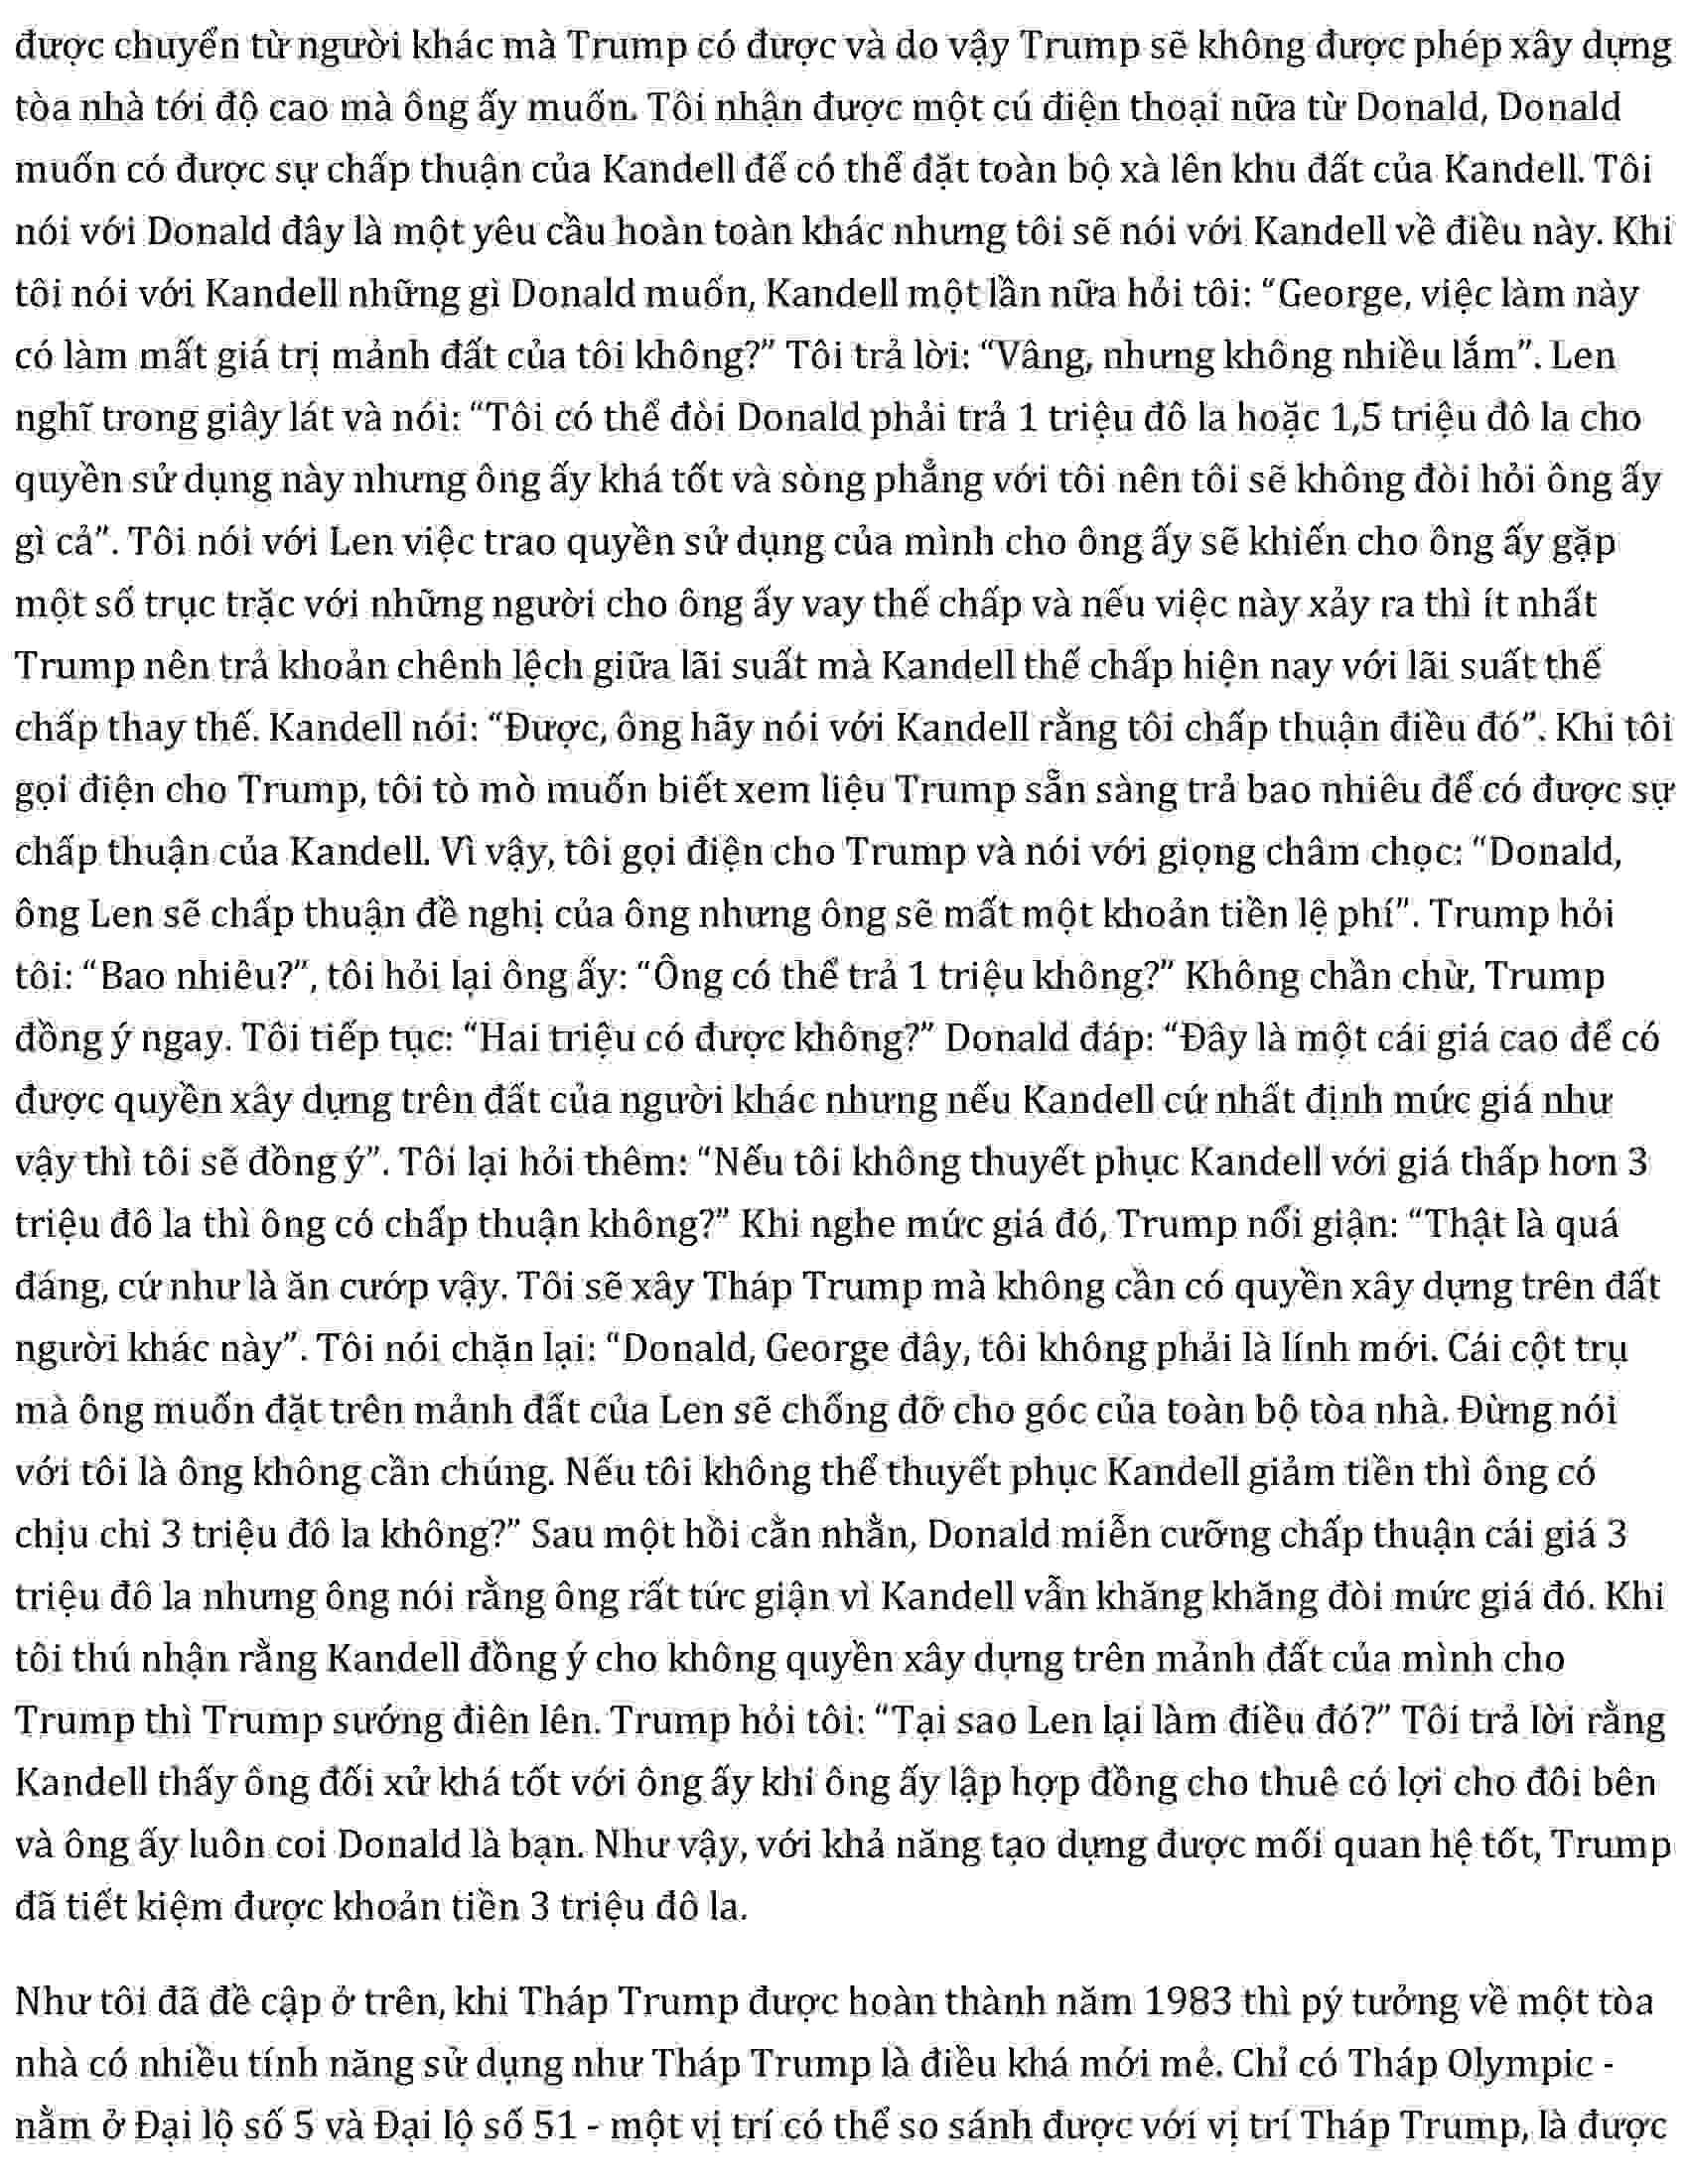 được chuyển từ người khác mà Trump có được và do vậy Trump sẽ không được phép xây dựng
tòa nhà tới độ cao mà ông ấy muốn. Tôi nhận được một cú điện thoại nữa từ Donald, Donald
muốn có được sự chấp thuận của Kandell để có thể đặt toàn bộ xà lên khu đất của Kandell. Tôi
nói với Donald đây là một yêu cầu hoàn toàn khác nhưng tôi sẽ nói với Kandell về điều này. Khi
tôi nói với Kandell những gì Donald muốn, Kandell một lần nữa hỏi tôi: “George, việc làm này
có làm mất giá trị mảnh đất của tôi không?” Tôi trả lời: “Vâng, nhưng không nhiều lắm”. Len
nghĩ trong giây lát và nói: “Tôi có thể đòi Donald phải trả 1 triệu đô la hoặc 1,5 triệu đô la cho
quyền sử dụng này nhưng ông ấy khá tốt và sòng phẳng với tôi nên tôi sẽ không đòi hỏi ông ấy
gì cả”. Tôi nói với Len việc trao quyền sử dụng của mình cho ông ấy sẽ khiến cho ông ấy gặp
một số trục trặc với những người cho ông ấy vay thế chấp và nếu việc này xảy ra thì ít nhất
Trump nên trả khoản chênh lệch giữa lãi suất mà Kandell thế chấp hiện nay với lãi suất thế
chấp thay thế. Kandell nói: “Được, ông hãy nói với Kandell rằng tôi chấp thuận điều đó”. Khi tôi
gọi điện cho Trump, tôi tò mò muốn biết xem liệu Trump sẵn sàng trả bao nhiêu để có được sự
chấp thuận của Kandell. Vì vậy, tôi gọi điện cho Trump và nói với giọng châm chọc: “Donald,
ông Len sẽ chấp thuận đề nghị của ông nhưng ông sẽ mất một khoản tiền lệ phí”. Trump hỏi
tôi: “Bao nhiêu?”, tôi hỏi lại ông ấy: “Ông có thể trả 1 triệu không?” Không chần chừ, Trump
đồng ý ngay. Tôi tiếp tục: “Hai triệu có được không?” Donald đáp: “Đây là một cái giá cao để có
được quyền xây dựng trên đất của người khác nhưng nếu Kandell cứ nhất định mức giá như
vậy thì tôi sẽ đồng ý”. Tôi lại hỏi thêm: “Nếu tôi không thuyết phục Kandell với giá thấp hơn 3
triệu đô la thì ông có chấp thuận không?” Khi nghe mức giá đó, Trump nổi giận: “Thật là quá
đáng, cứ như là ăn cướp vậy. Tôi sẽ xây Tháp Trump mà không cần có quyền xây dựng trên đất
người khác này”. Tôi nói chặn lại: “Donald, George đây, tôi không phải là lính mới. Cái cột trụ
mà ông muốn đặt trên mảnh đất của Len sẽ chống đỡ cho góc của toàn bộ tòa nhà. Đừng nói
với tôi là ông không cần chúng. Nếu tôi không thể thuyết phục Kandell giảm tiền thì ông có
chịu chi 3 triệu đô la không?” Sau một hồi cằn nhằn, Donald miễn cưỡng chấp thuận cái giá 3
triệu đô la nhưng ông nói rằng ông rất tức giận vì Kandell vẫn khăng khăng đòi mức giá đó. Khi
tôi thú nhận rằng Kandell đồng ý cho không quyền xây dựng trên mảnh đất của mình cho
Trump thì Trump sướng điên lên. Trump hỏi tôi: “Tại sao Len lại làm điều đó?” Tôi trả lời rằng
Kandell thấy ông đối xử khá tốt với ông ấy khi ông ấy lập hợp đồng cho thuê có lợi cho đôi bên
và ông ấy luôn coi Donald là bạn. Như vậy, với khả năng tạo dựng được mối quan hệ tốt, Trump
đã tiết kiệm được khoản tiền 3 triệu đô la.
Như tôi đã đề cập ở trên, khi Tháp Trump được hoàn thành năm 1983 thì pý tưởng về một tòa
nhà có nhiều tính năng sử dụng như Tháp Trump là điều khá mới mẻ. Chỉ có Tháp Olympic -
nằm ở Đại lộ số 5 và Đại lộ số 51 - một vị trí có thể so sánh được với vị trí Tháp Trump, là được